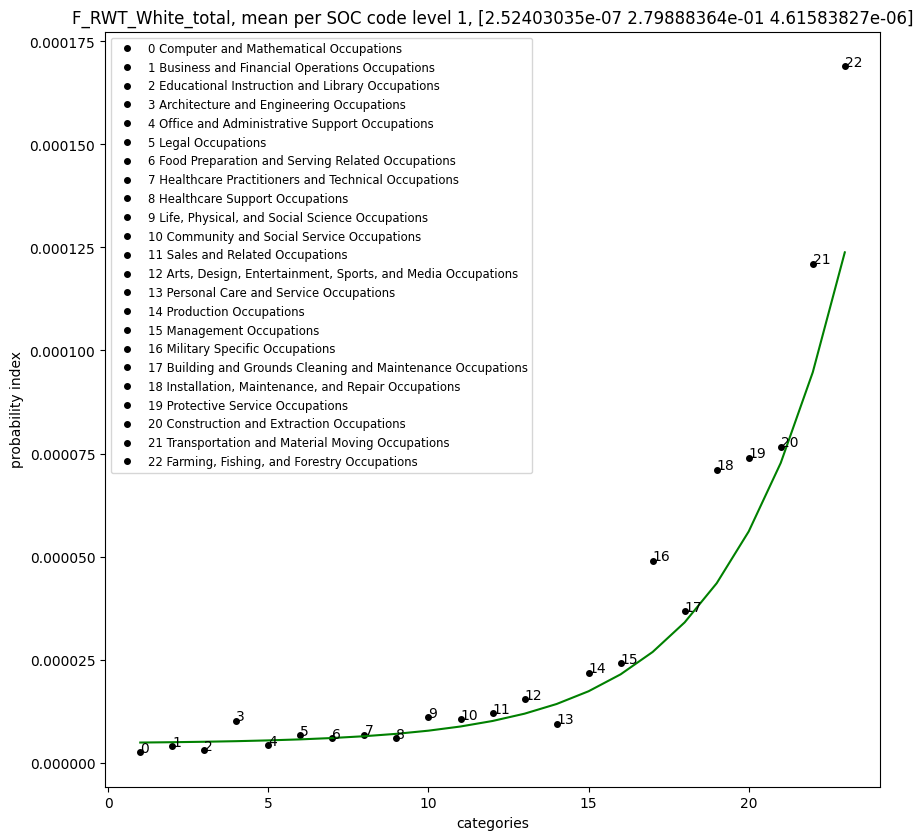 F_RWT_White_total, mean per SOC code level 1, [2.52403035e-07 2.79888364e-01 4.61583827e-06]
0.000175
0.000150
0.000125
0.000100
0.000075
0.000050
0.000025
0.000000
probability index
0 Computer and Mathematical Occupations
1 Business and Financial Operations Occupations
2 Educational Instruction and Library Occupations
3 Architecture and Engineering Occupations
4 Office and Administrative Support Occupations
5 Legal Occupations
6 Food Preparation and Serving Related Occupations
7 Healthcare Practitioners and Technical Occupations
8 Healthcare Support Occupations
9 Life, Physical, and Social Science Occupations
10 Community and Social Service Occupations
11 Sales and Related Occupations
12 Arts, Design, Entertainment, Sports, and Media Occupations
13 Personal Care and Service Occupations
14 Production Occupations
15 Management Occupations
16 Military Specific Occupations
17 Building and Grounds Cleaning and Maintenance Occupations
18 Installation, Maintenance, and Repair Occupations
19 Protective Service Occupations
20 Construction and Extraction Occupations
21 Transportation and Material Moving Occupations
22 Farming, Fishing, and Forestry Occupations
0
1
2
3
4
5
6
7
8
9
10
11
12
13
14
15
16
17
18
19
20
21
22
0 5 10 15 20
categories